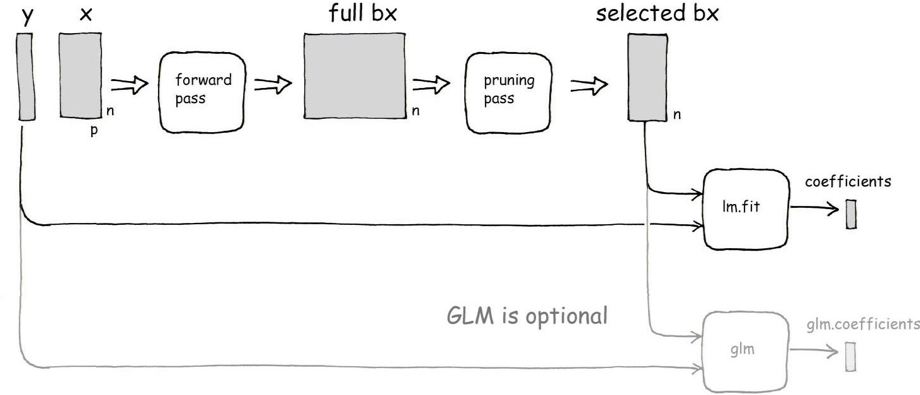 y
x
full bx
selected bx
forward
pass
pruning
pass
n
p
n
n
coefficients
lm.fit
GLM is optional
glm.coefficients
glm